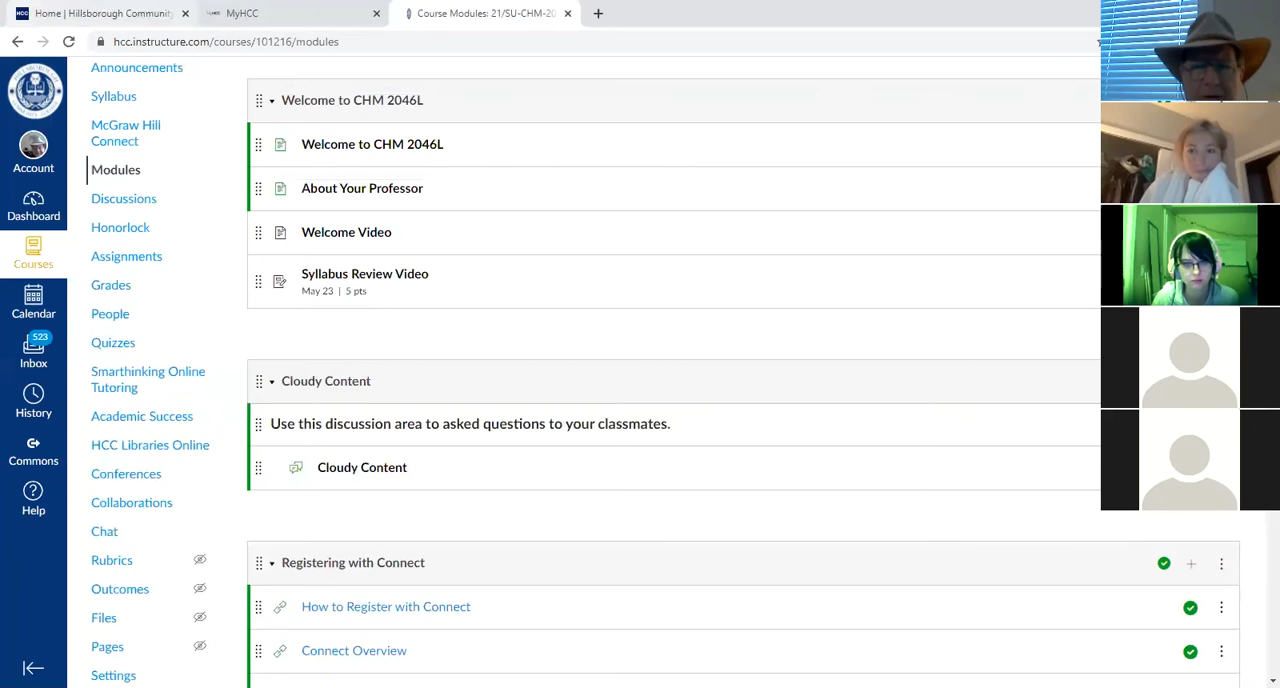 Home | Hillsborough Community
MyHCC
Course Modules: 21/SU-CHM-20
hcc.instructure.com/courses/101216/modules
Account
Dashboard
Courses
Calendar
523
Inbox
History
Commons
Help
Announcements
Syllabus
McGraw Hill
Connect
Modules
Discussions
Honorlock
Assignments
Grades
People
Quizzes
Smarthinking Online
Tutoring
Academic Success
HCC Libraries Online
Conferences
Collaborations
Chat
Rubrics
Outcomes
Files
Pages
Settings
Welcome to CHM 2046L
Welcome to CHM 2046L
About Your Professor
Welcome Video
Syllabus Review Video
May 23 | 5 pts
Cloudy Content
Use this discussion area to asked questions to your classmates.
Cloudy Content
Registering with Connect
How to Register with Connect
Connect Overview